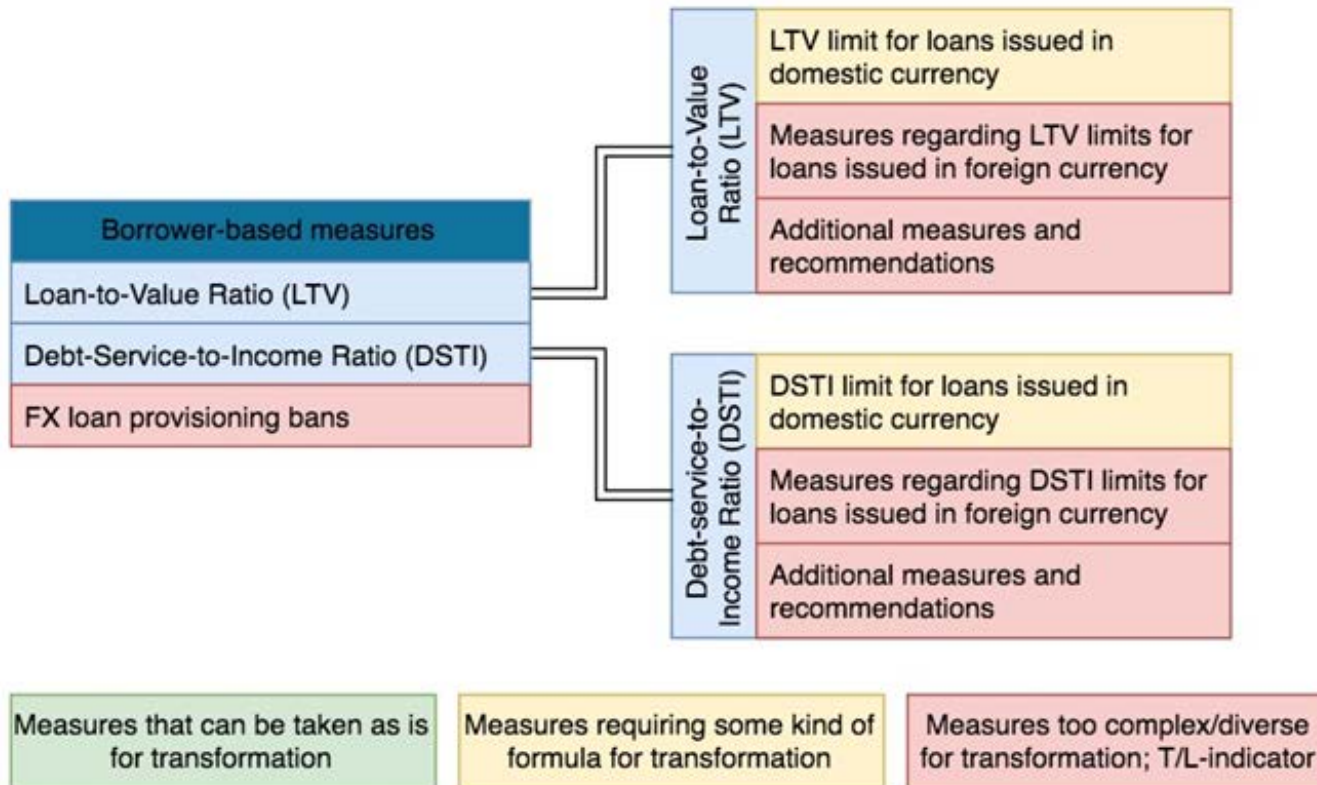 Borrower-based measures
Loan-to-Value Ratio (LTV)
Debt-Service-to-Income Ratio (DSTI)
FX loan provisioning bans
Loan-to-Value
Ratio (LTV)
LTV limit for loans issued in
domestic currency
Measures regarding LTV limits for
loans issued in foreign currency
Additional measures and
recommendations
Debt-service-to-
Income Ratio (DSTI)
DSTI limit for loans issued in
domestic currency
Measures regarding DSTI limits for
loans issued in foreign currency
Additional measures and
recommendations
Measures that can be taken as is
for transformation
Measures requiring some kind of
formula for transformation
Measures too complex/diverse
for transformation; T/L-indicator